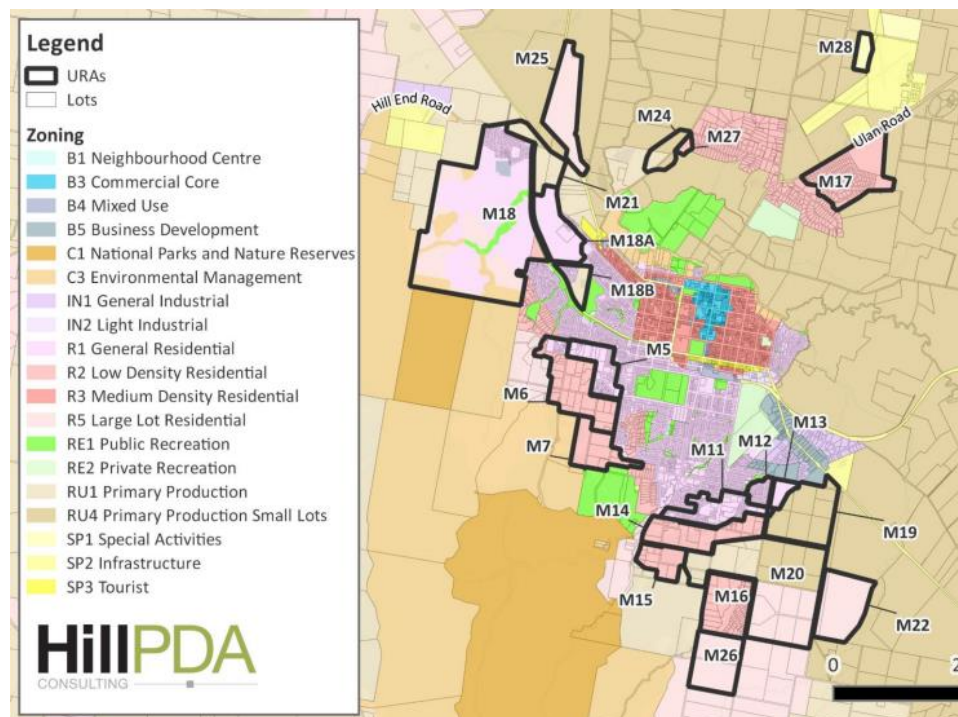 Legend
URAs
Lots
Zoning
B1 Neighbourhood Centre
B3 Commercial Core
B4 Mixed Use
B5 Business Development
C1 National Parks and Nature Reserves
C3 Environmental Management
IN1 General Industrial
IN2 Light Industrial
R1 General Residential
R2 Low Density Residential
R3 Medium Density Residential
R5 Large Lot Residential
RE1 Public Recreation
RE2 Private Recreation
RU1 Primary Production
RU4 Primary Production Small Lots
SP1 Special Activities
SP2 Infrastructure
SP3 Tourist
HillPDA
CONSULTING
M28
M25
Hill End Road
M24
M27
Ulan Road
M17
M21
M18
M18A
M18B
M5
M6
M13
M12
M11
M7
M14
M19
M20
M16
M15
M22
M26
0
2